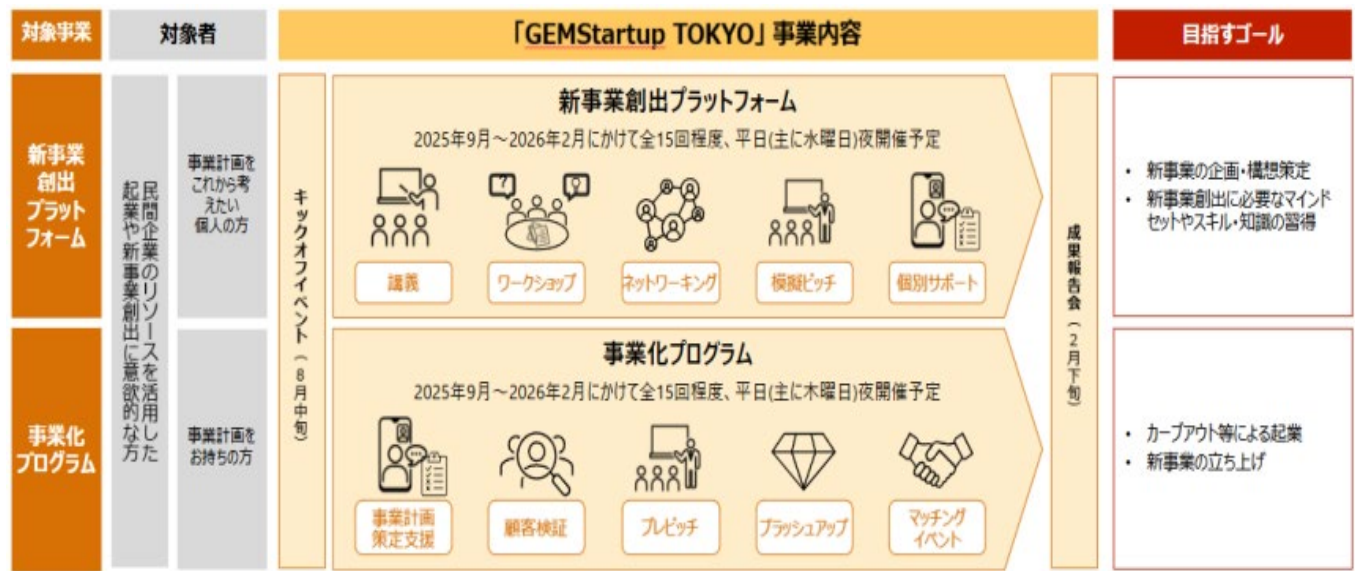 対象事業
対象者
「GEMStartup TOKYO」事業内容
目指すゴール
新事業
創出
プラット
フォーム
民間企業のリソースを活用した
起業や新事業創出に意欲的な方
事業計画を
これから考
えたい
個人の方
キックオフイベント(8月中旬)
新事業創出プラットフォーム
2025年9月~2026年2月にかけて全15回程度、平日(主に水曜日)夜開催予定
講義
ワークショップ
ネットワーキング
模擬ピッチ
個別サポート
成果報告会(2月下旬)
• 新事業の企画・構想策定
• 新事業創出に必要なマインド
セットやスキル・知識の習得
事業化
プログラム
事業計画を
お持ちの方
事業化プログラム
2025年9月~2026年2月にかけて全15回程度、平日(主に木曜日)夜開催予定
事業計画
策定支援
顧客検証
プレピッチ
ブラッシュアップ
マッチング
イベント
• カーブアウト等による起業
• 新事業の立ち上げ